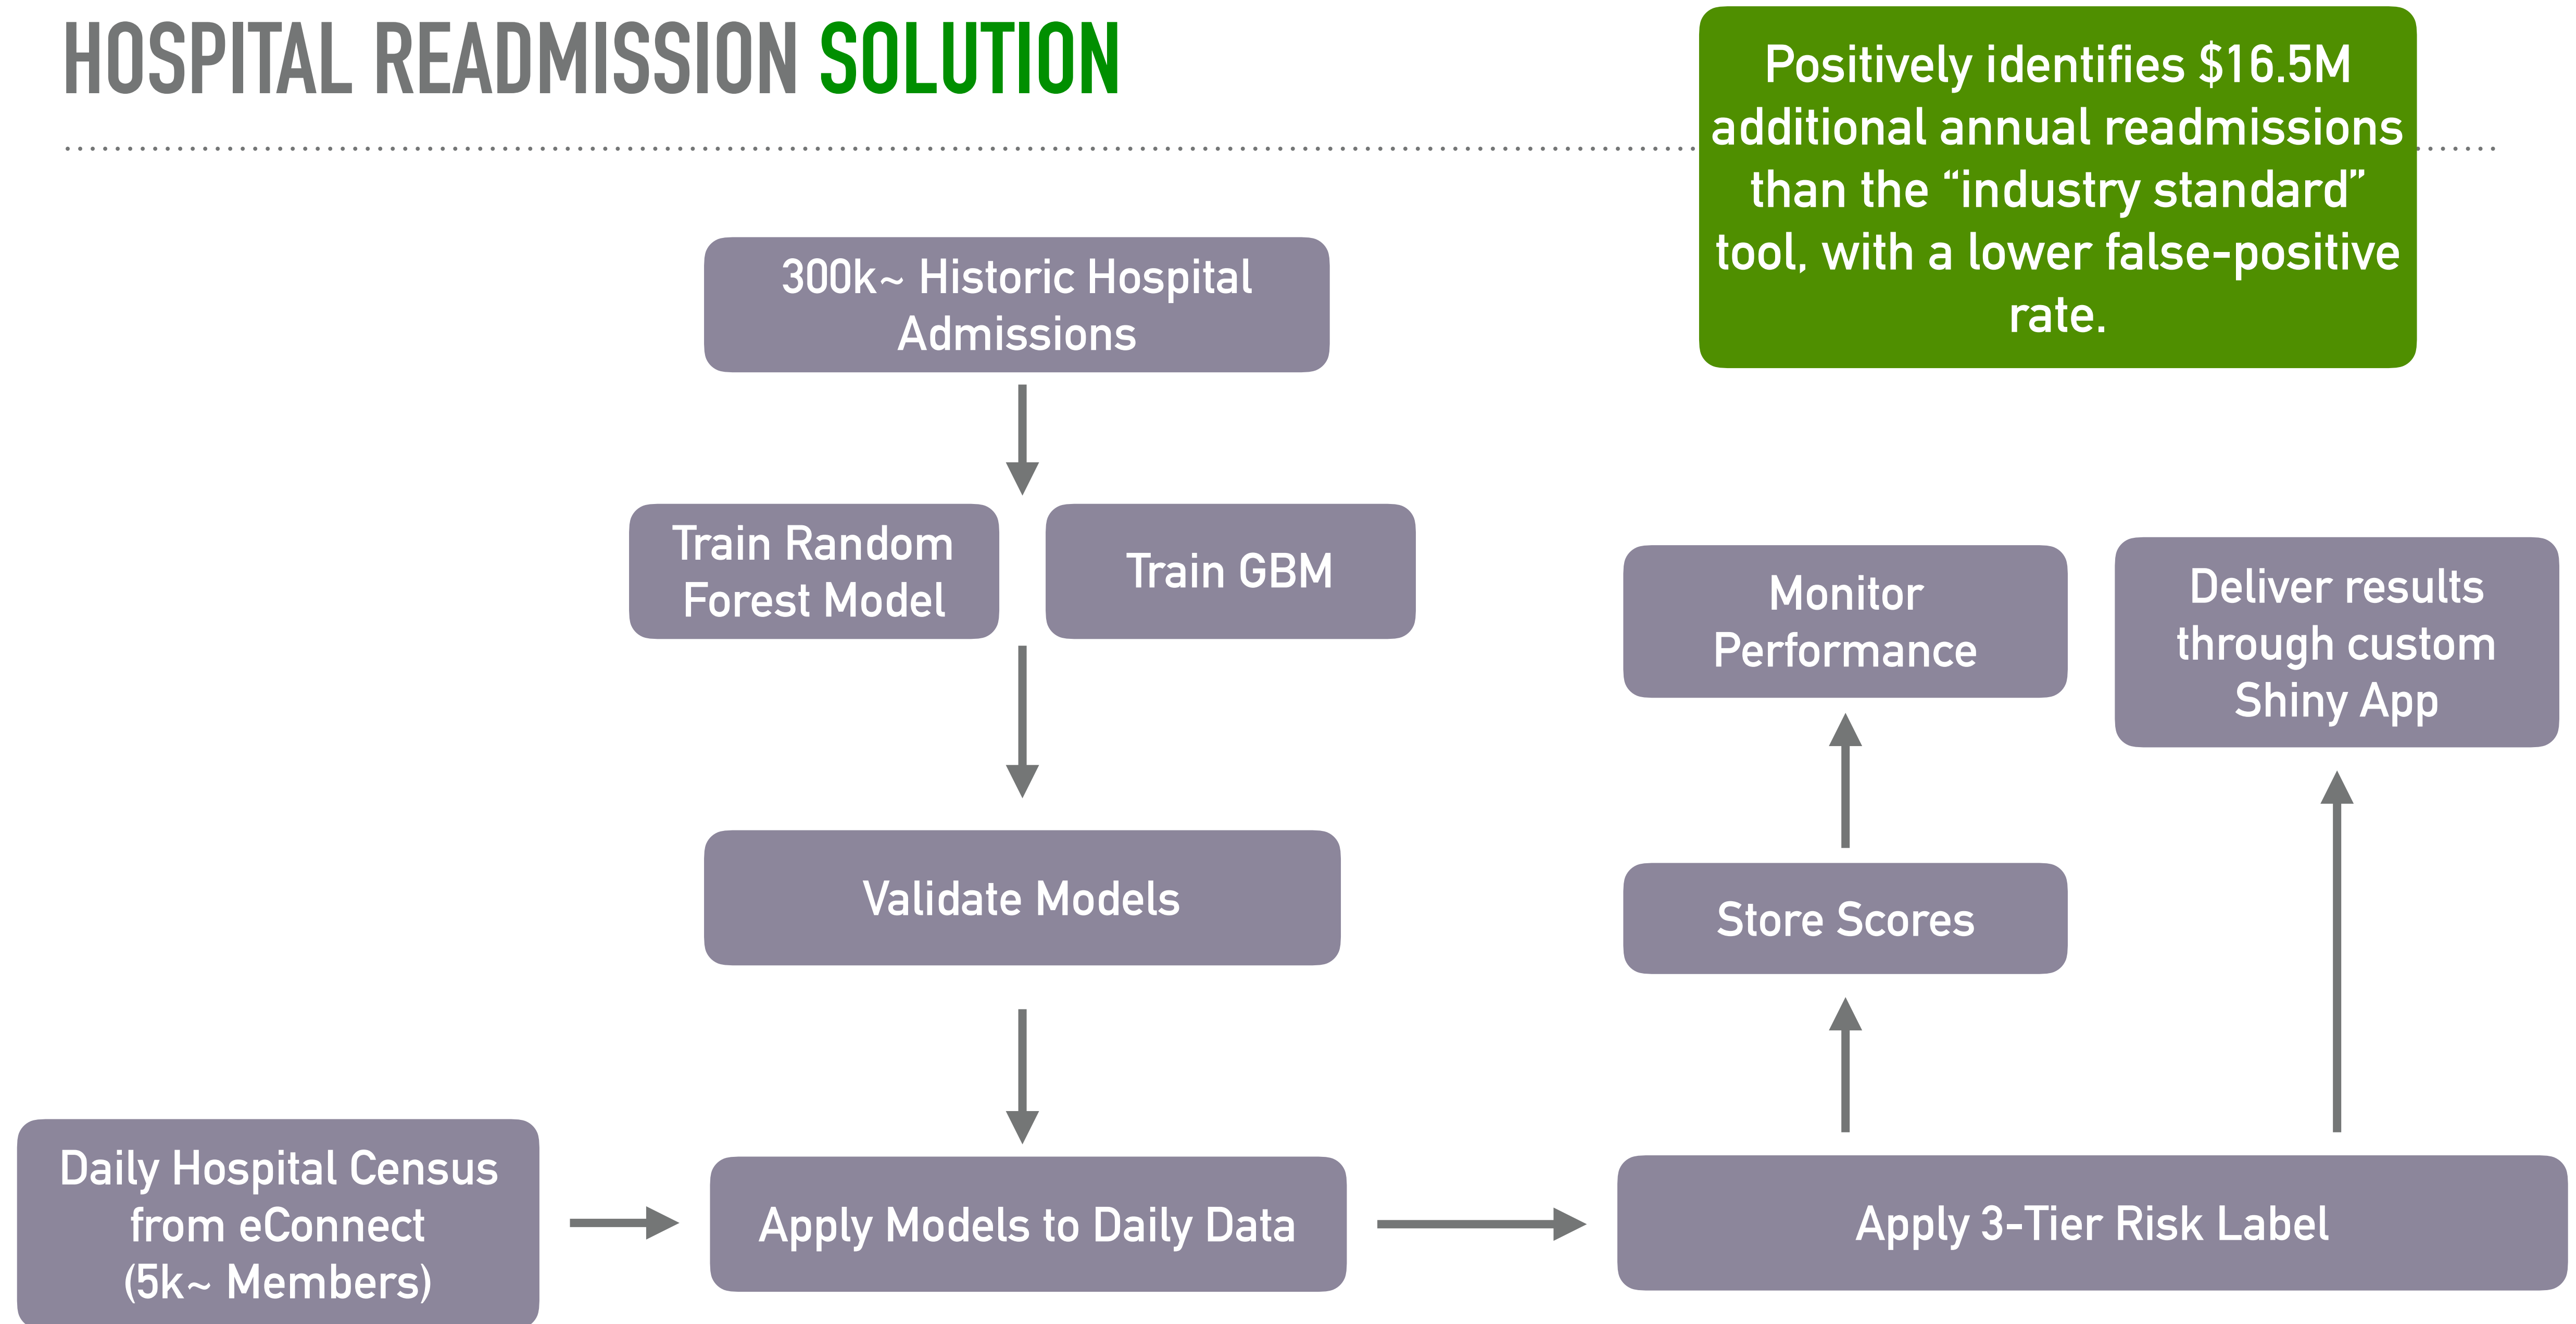 HOSPITAL READMISSION SOLUTION
Positively identifies $16.5M
additional annual readmissions
than the “industry standard”
tool, with a lower false-positive
rate.
300k~ Historic Hospital
Admissions
Train Random
Forest Model
Train GBM
Validate Models
Daily Hospital Census
from eConnect
(5k~ Members)
Apply Models to Daily Data
Apply 3-Tier Risk Label
Store Scores
Monitor
Performance
Deliver results
through custom
Shiny App